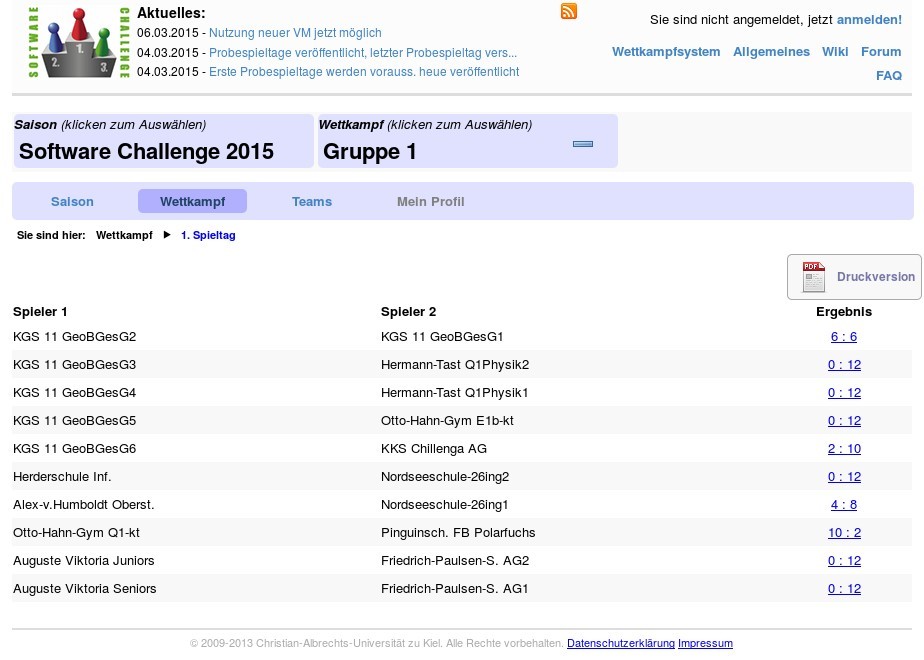 SOFTWARE
CHALLENGE
1.
2.
3.
Aktuelles:
06.03.2015 - Nutzung neuer VM jetzt möglich
04.03.2015 - Probespieltage veröffentlicht, letzter Probespieltag vers...
04.03.2015 - Erste Probespieltage werden vorauss. heue veröffentlicht
Sie sind nicht angemeldet, jetzt anmelden!
Wettkampfsystem Allgemeines Wiki Forum
FAQ
Saison (klicken zum Auswählen)
Software Challenge 2015
Wettkampf (klicken zum Auswählen)
Gruppe 1
Saison Wettkampf Teams Mein Profil
Sie sind hier: Wettkampf ► 1. Spieltag
PDF Druckversion
Spieler 1 Spieler 2 Ergebnis
KGS 11 GeoBGesG2 KGS 11 GeoBGesG1 6 : 6
KGS 11 GeoBGesG3 Hermann-Tast Q1Physik2 0 : 12
KGS 11 GeoBGesG4 Hermann-Tast Q1Physik1 0 : 12
KGS 11 GeoBGesG5 Otto-Hahn-Gym E1b-kt 0 : 12
KGS 11 GeoBGesG6 KKS Chillenga AG 2 : 10
Herderschule Inf. Nordseeschule-26ing2 0 : 12
Alex-v.Humboldt Oberst. Nordseeschule-26ing1 4 : 8
Otto-Hahn-Gym Q1-kt Pinguinsch. FB Polarfuchs 10 : 2
Auguste Viktoria Juniors Friedrich-Paulsen-S. AG2 0 : 12
Auguste Viktoria Seniors Friedrich-Paulsen-S. AG1 0 : 12
© 2009-2013 Christian-Albrechts-Universität zu Kiel. Alle Rechte vorbehalten. Datenschutzerklärung Impressum